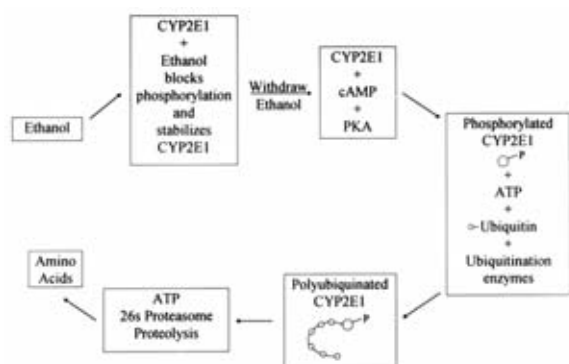 Ethanol
CYP2E1
+
Ethanol
blocks
phosphorylation
and
stabilizes
CYP2E1
Withdraw
Ethanol
CYP2E1
+
cAMP
+
PKA
Phosphorylated
CYP2E1
P
+
ATP
+
Ubiquitin
+
Ubiquitination
enzymes
Polyubiquinated
CYP2E1
P
ATP
26s Proteasome
Proteolysis
Amino
Acids